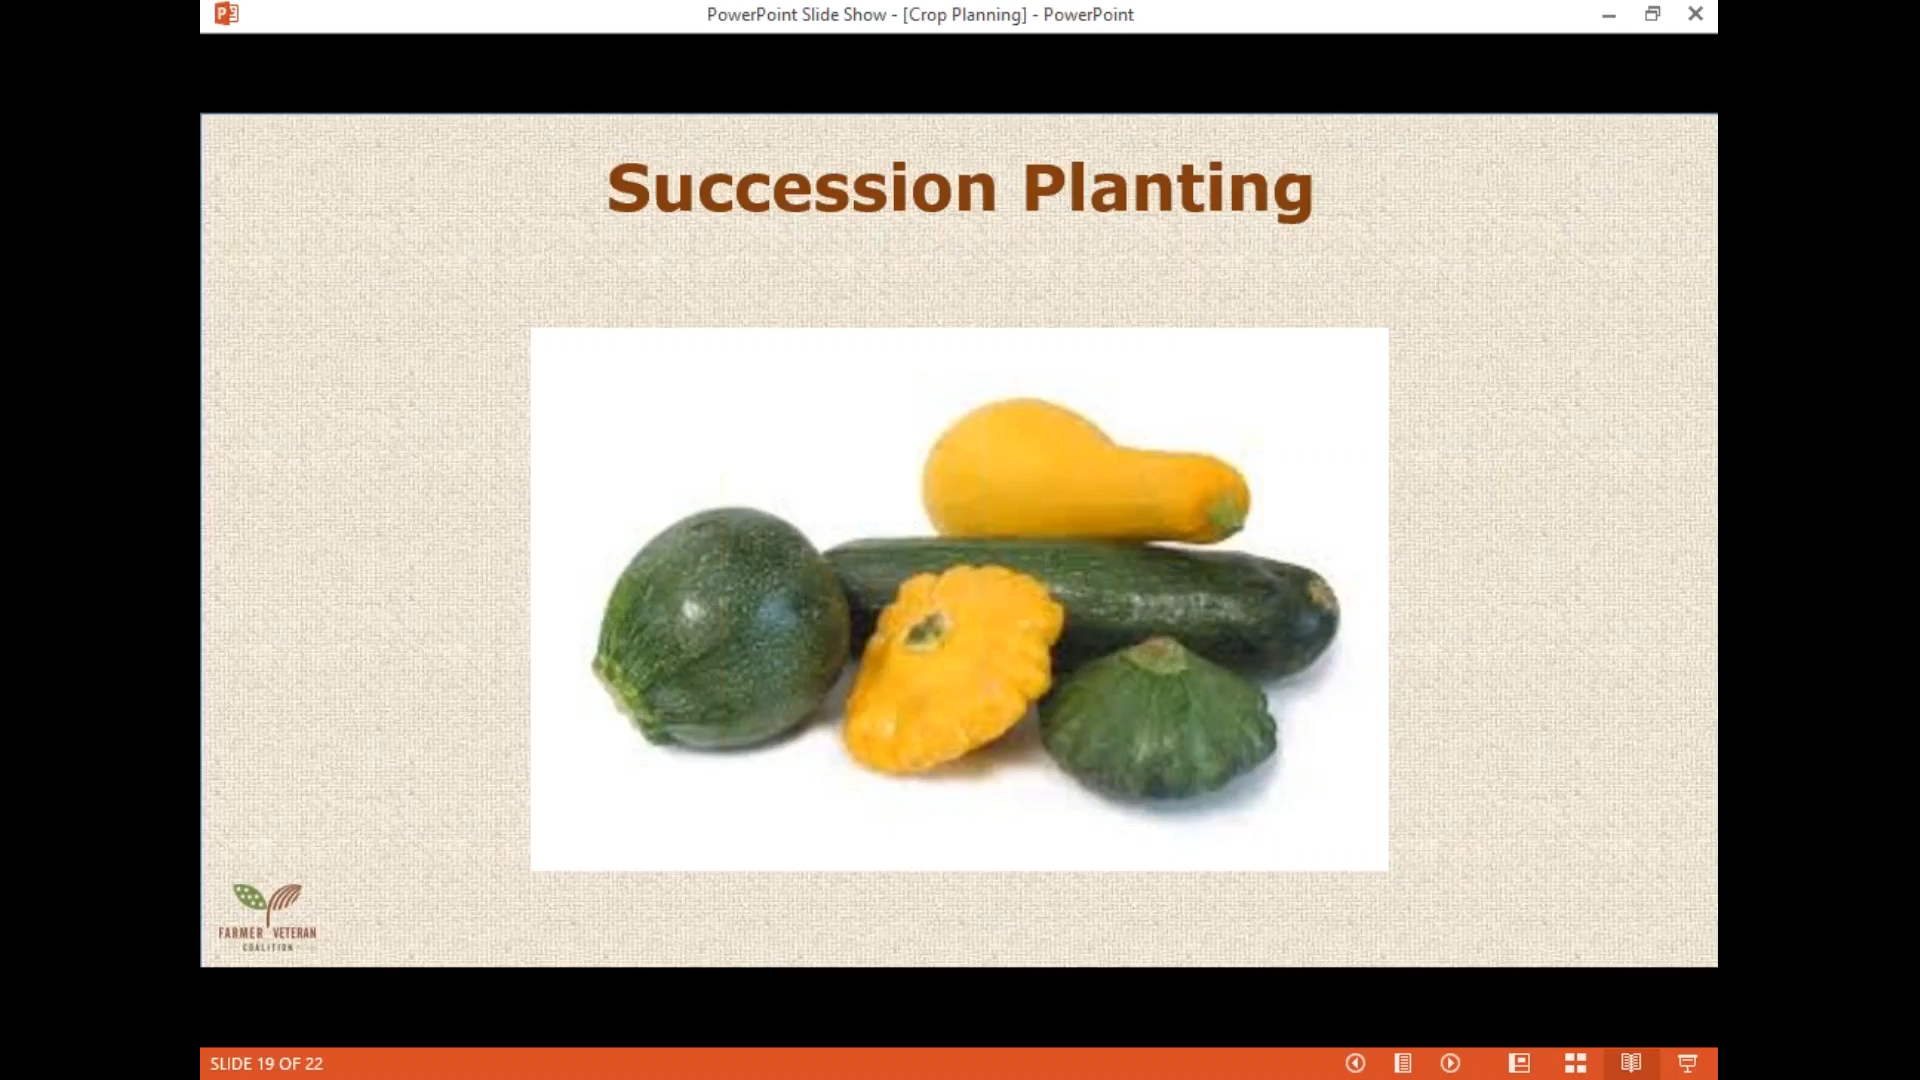 PowerPoint Slide Show - [Crop Planning] - PowerPoint
Succession Planting
FARMER VETERAN
COALITION
SLIDE 19 OF 22